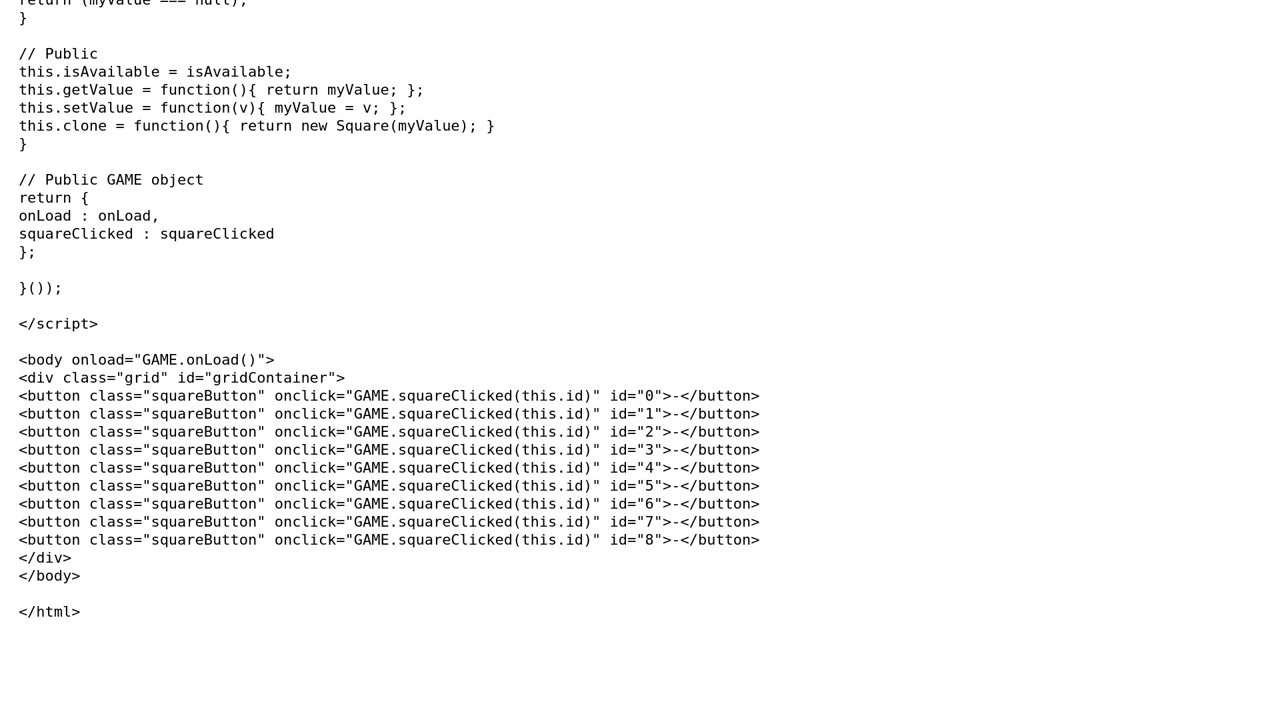 return (myValue === null);
}
// Public
this.isAvailable = isAvailable;
this.getValue = function(){ return myValue; };
this.setValue = function(v){ myValue = v; };
this.clone = function(){ return new Square(myValue); }
}
// Public GAME object
return {
onLoad : onLoad,
squareClicked : squareClicked
};
}());
</script>
<body onload="GAME.onLoad()">
<div class="grid" id="gridContainer">
<button class="squareButton" onclick="GAME.squareClicked(this.id)" id="0">-</button>
<button class="squareButton" onclick="GAME.squareClicked(this.id)" id="1">-</button>
<button class="squareButton" onclick="GAME.squareClicked(this.id)" id="2">-</button>
<button class="squareButton" onclick="GAME.squareClicked(this.id)" id="3">-</button>
<button class="squareButton" onclick="GAME.squareClicked(this.id)" id="4">-</button>
<button class="squareButton" onclick="GAME.squareClicked(this.id)" id="5">-</button>
<button class="squareButton" onclick="GAME.squareClicked(this.id)" id="6">-</button>
<button class="squareButton" onclick="GAME.squareClicked(this.id)" id="7">-</button>
<button class="squareButton" onclick="GAME.squareClicked(this.id)" id="8">-</button>
</div>
</body>
</html>